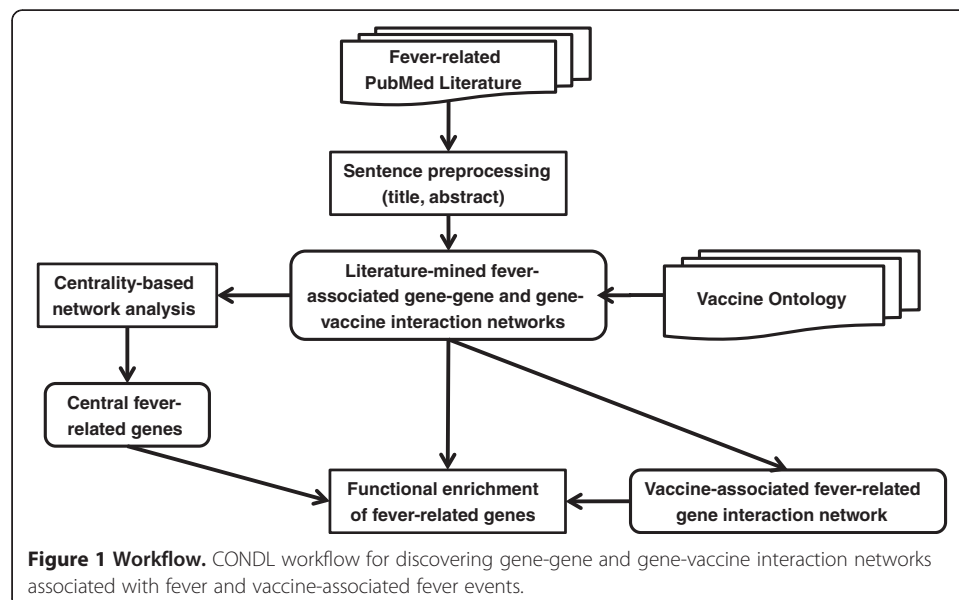 Fever-related
PubMed Literature
Sentence preprocessing
(title, abstract)
Centrality-based
network analysis
Literature-mined fever-
associated gene-gene and gene-
vaccine interaction networks
Vaccine Ontology
Central fever-
related genes
Functional enrichment
of fever-related genes
Vaccine-associated fever-related
gene interaction network
Figure 1 Workflow. CONDL workflow for discovering gene-gene and gene-vaccine interaction networks
associated with fever and vaccine-associated fever events.